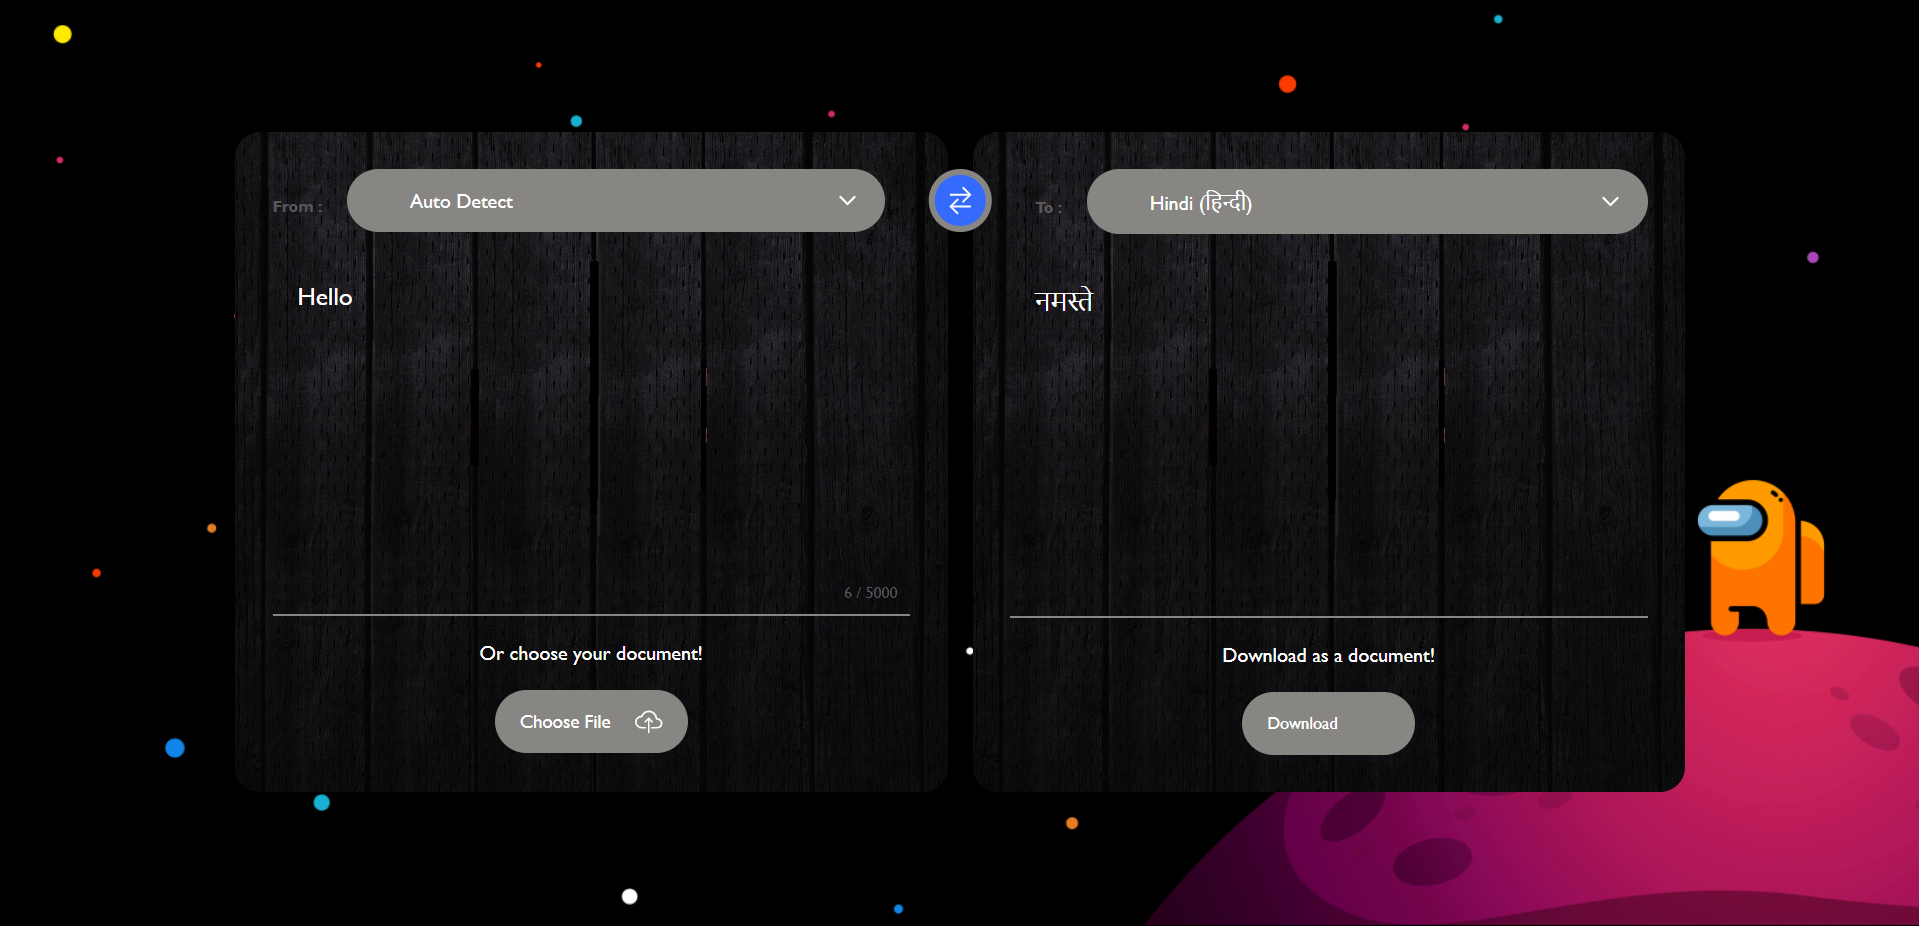 From :
Auto Detect
Hello
6 / 5000
Or choose your document!
Choose File
To :
Hindi (हिन्दी)
नमस्ते
Download as a document!
Download